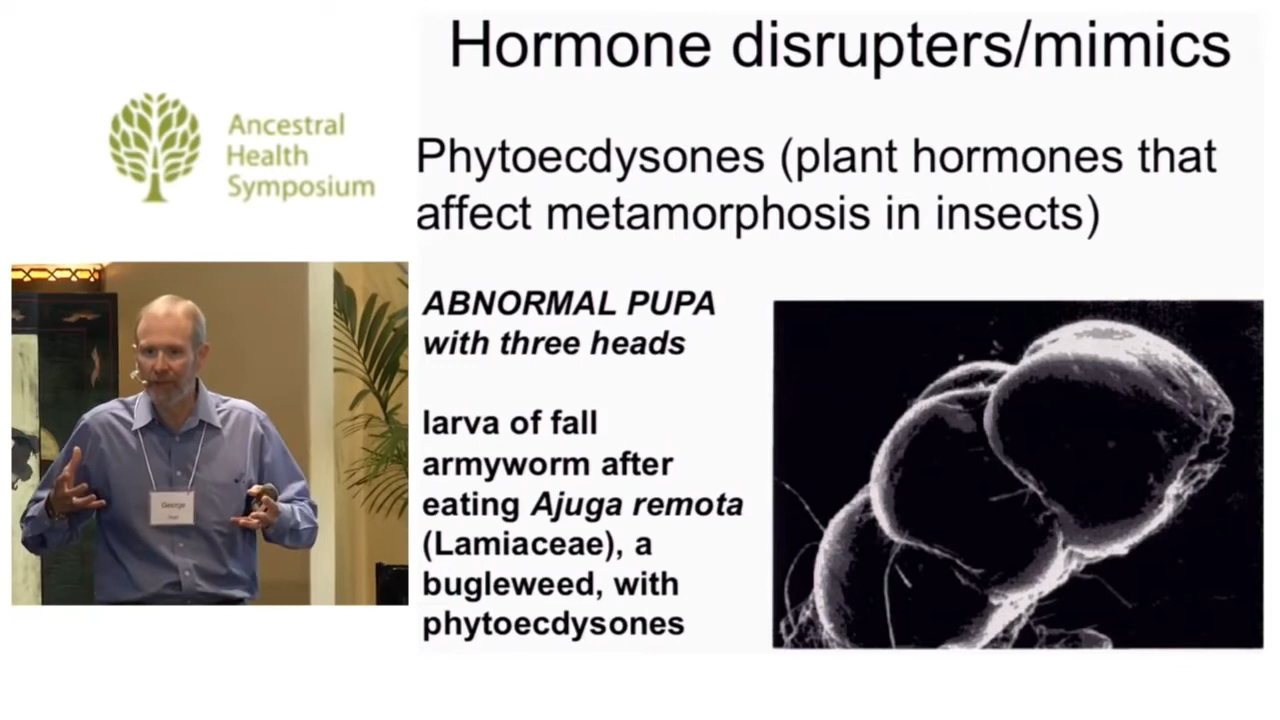 Hormone disrupters/mimics
Ancestral
Health
Symposium
Phytoecdysones (plant hormones that
affect metamorphosis in insects)
ABNORMAL PUPA
with three heads
larva of fall
armyworm after
eating Ajuga remota
(Lamiaceae), a
bugleweed, with
phytoecdysones
George